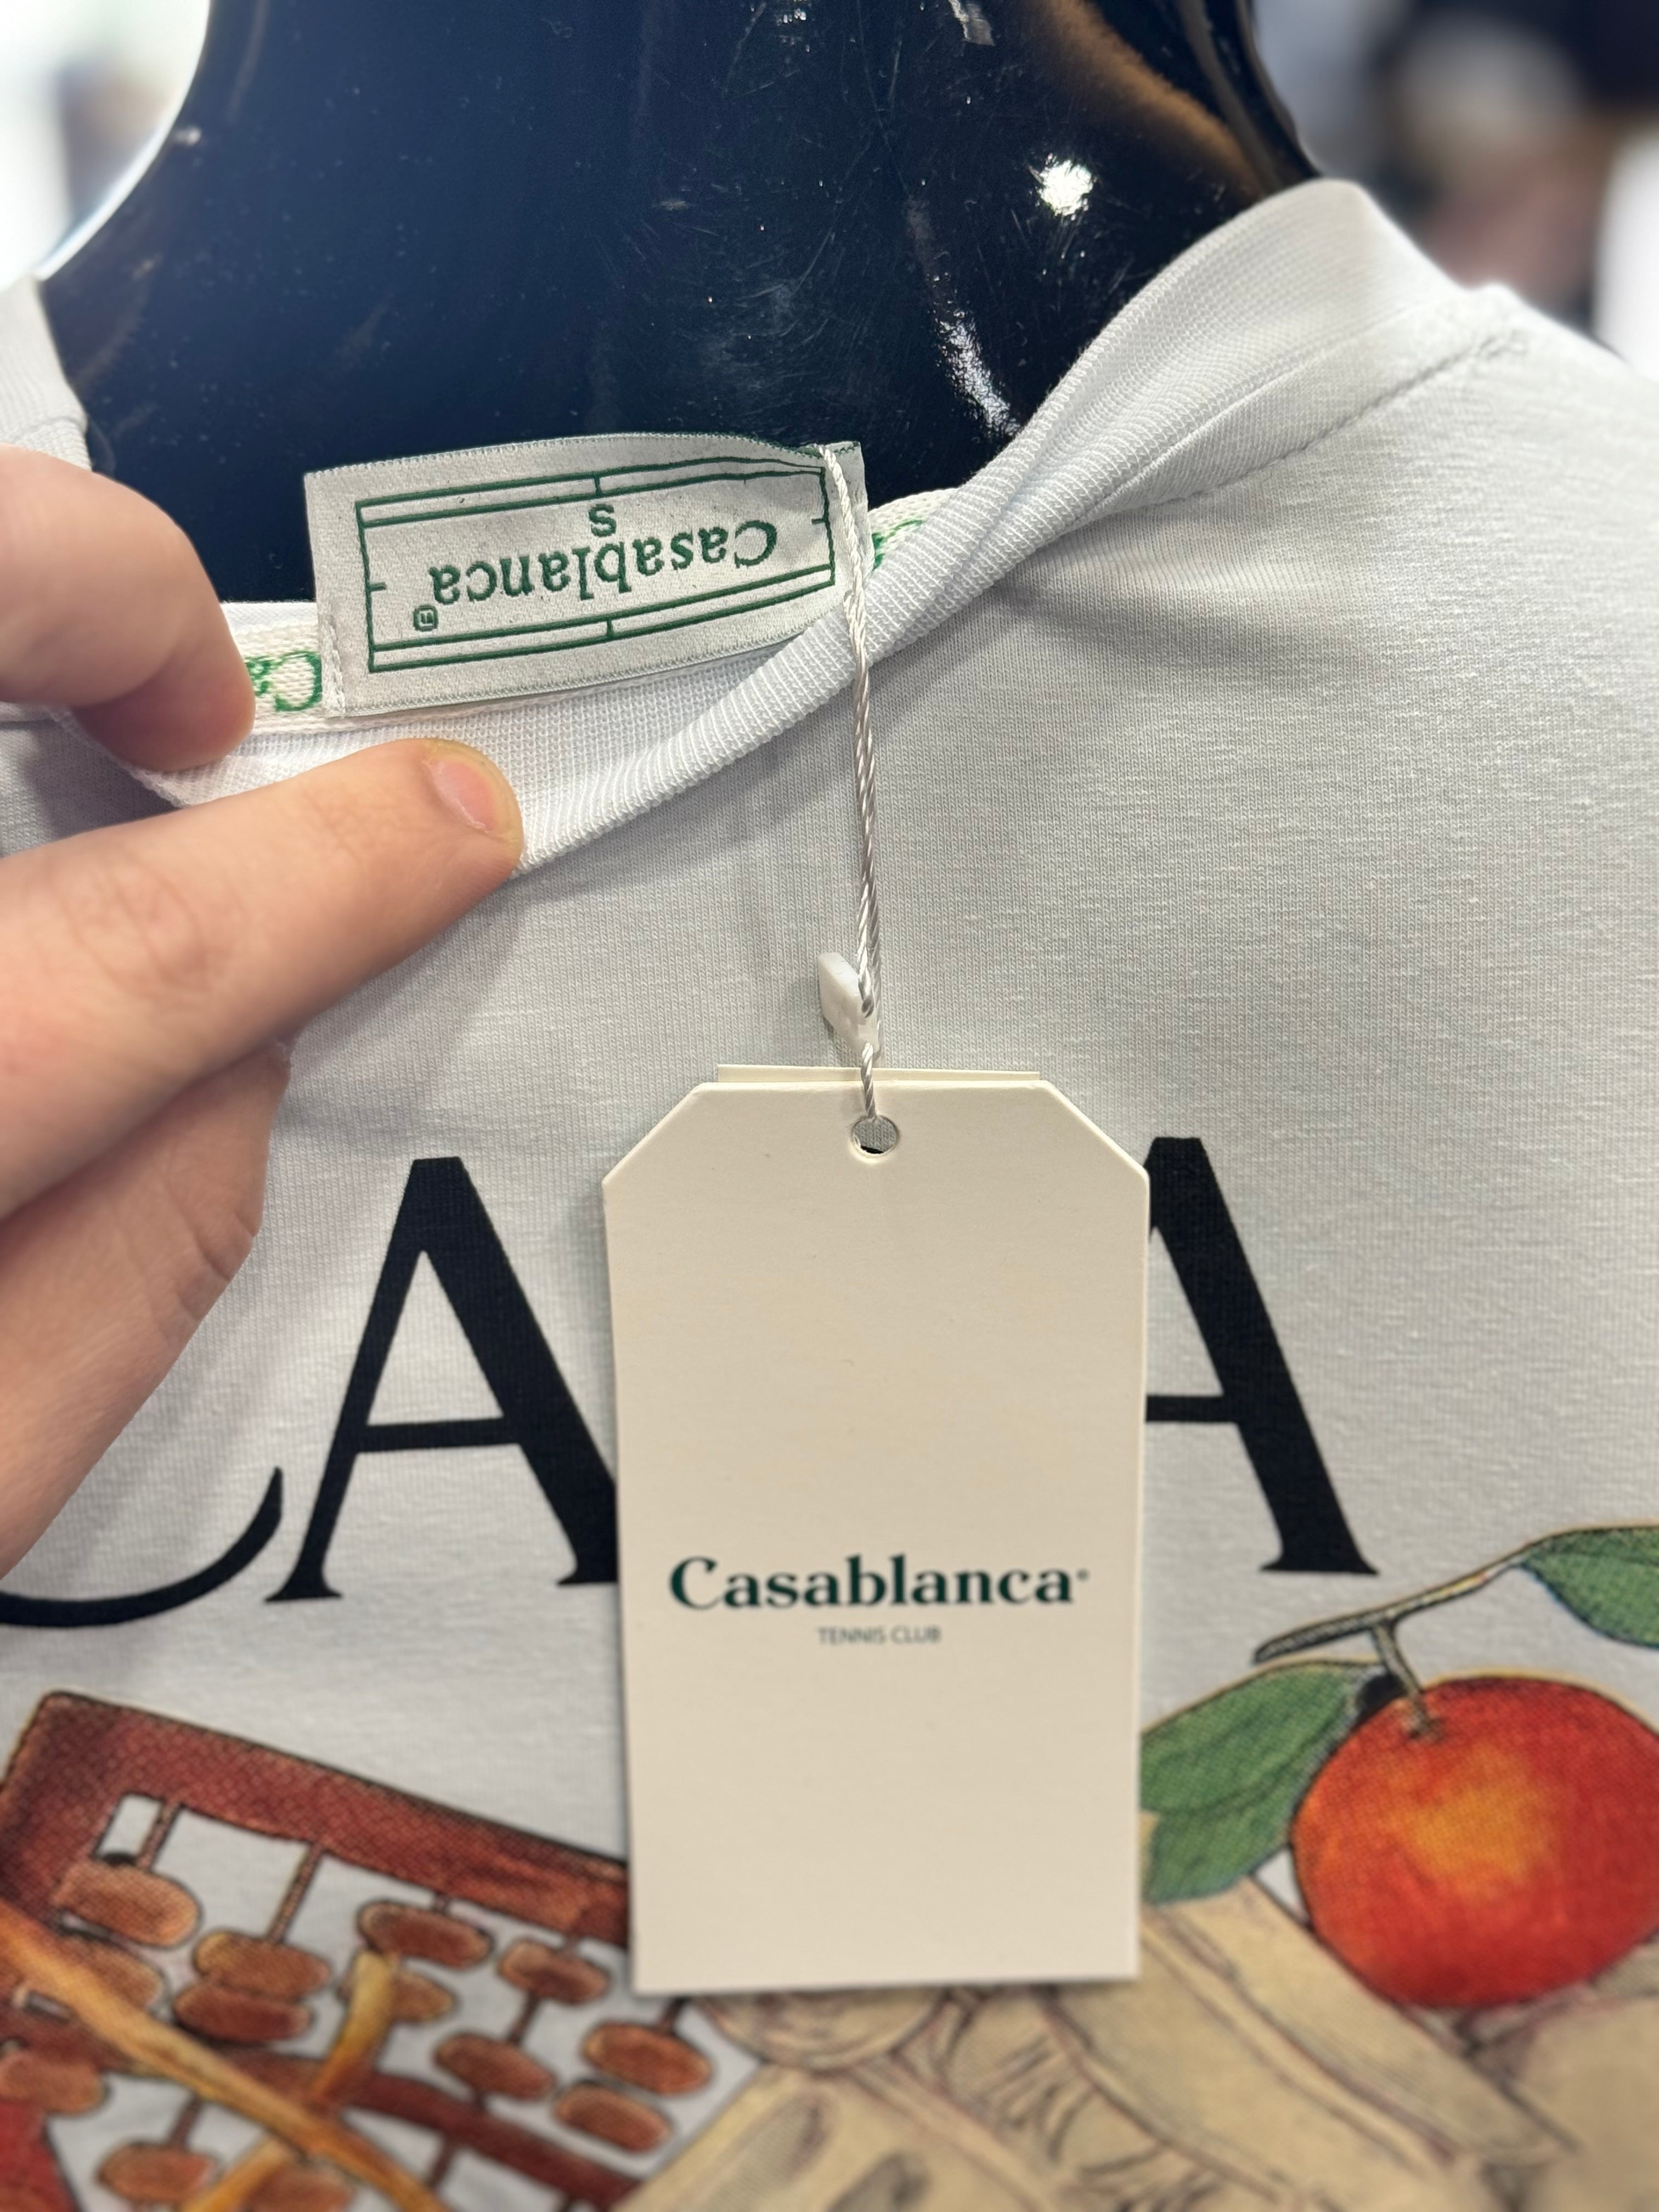 Casablanca®
S
C&
CA A
Casablanca®
TENNIS CLUB